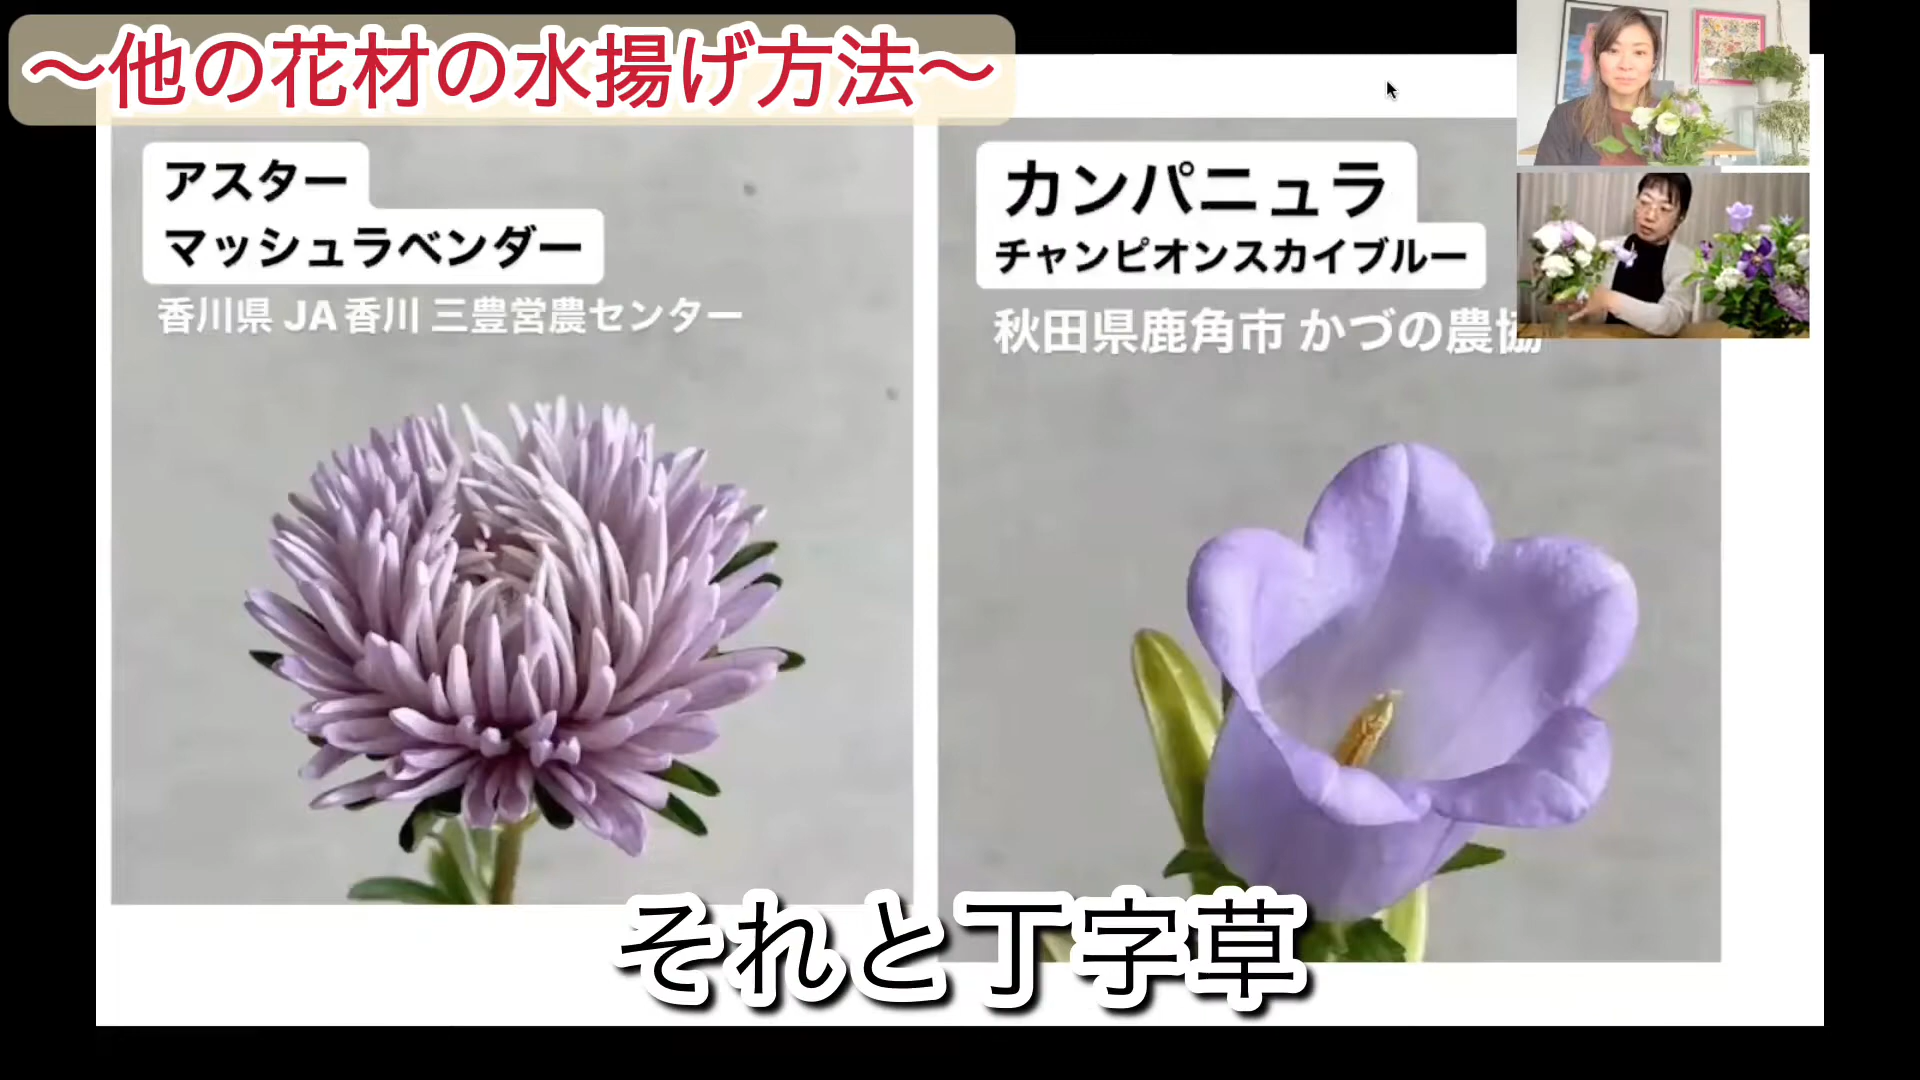 〜他の花材の水揚げ方法〜
アスター
マッシュラベンダー
香川県 JA香川 三豊営農センター
カンパニュラ
チャンピオンスカイブルー
秋田県鹿角市 かづの農協
それと丁字草